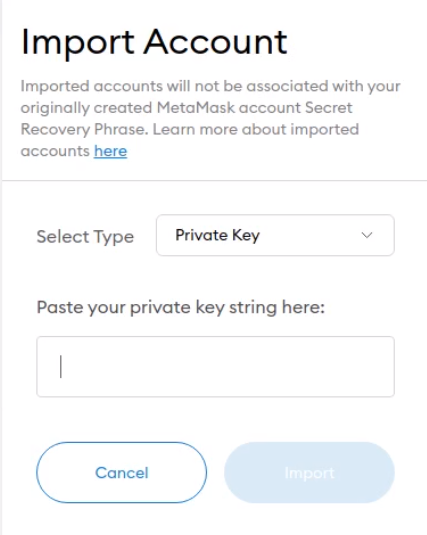 Import Account
Imported accounts will not be associated with your
originally created MetaMask account Secret
Recovery Phrase. Learn more about imported
accounts here
Select Type
Private Key
Paste your private key string here:
Cancel
Import